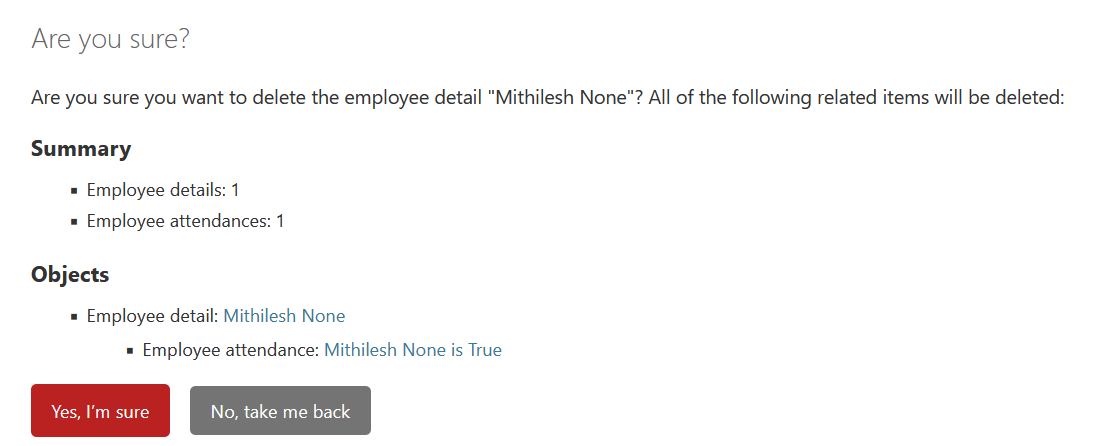 Are you sure?
Are you sure you want to delete the employee detail "Mithilesh None"? All of the following related items will be deleted:
Summary
Employee details: 1
Employee attendances: 1
Objects
Employee detail: Mithilesh None
Employee attendance: Mithilesh None is True
Yes, I’m sure No, take me back